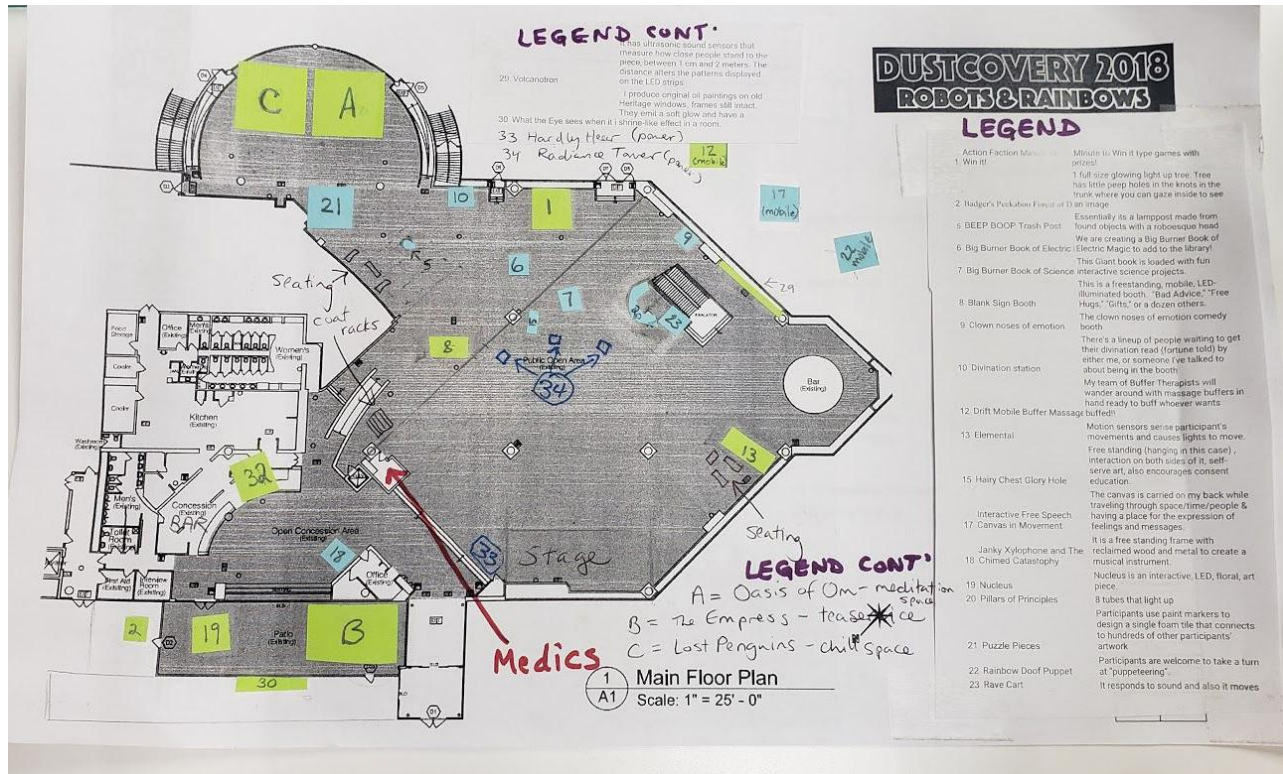 LEGEND CONT.
It has ultrasonic sound sensors that
measure how close people stand to the
piece, between 1 cm and 2 meters. The
distance alters the patterns displayed
29 Volcanotron on the LED strips
I produce original oil paintings on old
Heritage windows, frames still intact.
They emit a soft glow and have a
30 What the Eye sees when it i shrine-like effect in a room.
33 Hardly Hear (power)
34 Radiance Tower (power)
12 (mobile)
DUSTCOVERY 2018
ROBOTS & RAINBOWS
LEGEND
Action Faction Minute to Win it type games with
1 Win it! prizes!
1 full size glowing light up tree. Tree
has little peep holes in the knots in the
trunk where you can gaze inside to see
2 Badger's Peekabou Forest of D an image
Essentially its a lamppost made from
5 BEEP BOOP Trash Post found objects with a roboesque head
We are creating a Big Burner Book of
6 Big Burner Book of Electric Electric Magic to add to the library!
This Giant book is loaded with fun
7 Big Burner Book of Science interactive science projects.
This is a freestanding, mobile, LED-
illuminated booth. "Bad Advice," "Free
8 Blank Sign Booth Hugs," "Gifts," or a dozen others.
The clown noses of emotion comedy
9 Clown noses of emotion booth
There's a lineup of people waiting to get
their divination read (fortune told) by
either me, or someone I've talked to
10 Divination station about being in the booth
My team of Buffer Therapists will
wander around with massage buffers in
hand ready to buff whoever wants
12 Drift Mobile Buffer Massage buffed!!
Motion sensors sense participant's
13 Elemental movements and causes lights to move.
Free standing (hanging in this case) ,
interaction on both sides of it, self-
serve art, also encourages consent
15 Hairy Chest Glory Hole education.
The canvas is carried on my back while
traveling through space/time/people &
Interactive Free Speech having a place for the expression of
17 Canvas in Movement feelings and messages.
It is a free standing frame with
Janky Xylophone and The reclaimed wood and metal to create a
18 Chimed Catastophy musical instrument.
Nucleus is an interactive, LED, floral, art
19 Nucleus piece.
20 Pillars of Principles 8 tubes that light up
Participants use paint markers to
design a single foam tile that connects
to hundreds of other participants'
21 Puzzle Pieces artwork
Participants are welcome to take a turn
22 Rainbow Doof Puppet at "puppeteering".
23 Rave Cart It responds to sound and also it moves
C
A
21
10
1
17
(mobile)
22
mobile
9
5
6
7
29
20
23
ESCALATOR
seating
coat
racks
8
Public Open Area
(Existing)
34
Bar
(Existing)
13
seating
Food
Storage
Office
(Existing)
Men's
(Existing)
Women's
(Existing)
Cooler
Cooler
Kitchen
(Existing)
32
Men's
(Existing)
Concession
(Existing)
BAR
Toilet
Room
Open Concession Area
(Existing)
18
Office
(Existing)
33
Stage
First Aid
(Existing)
Room
(Existing)
2
19
Patio
(Existing)
B
30
Medics
LEGEND CONT'
A = Oasis of Om - meditation
space
B = The Empress - teaservice
C = Lost Penguins - chill space
1
A1
Main Floor Plan
Scale: 1" = 25' - 0"